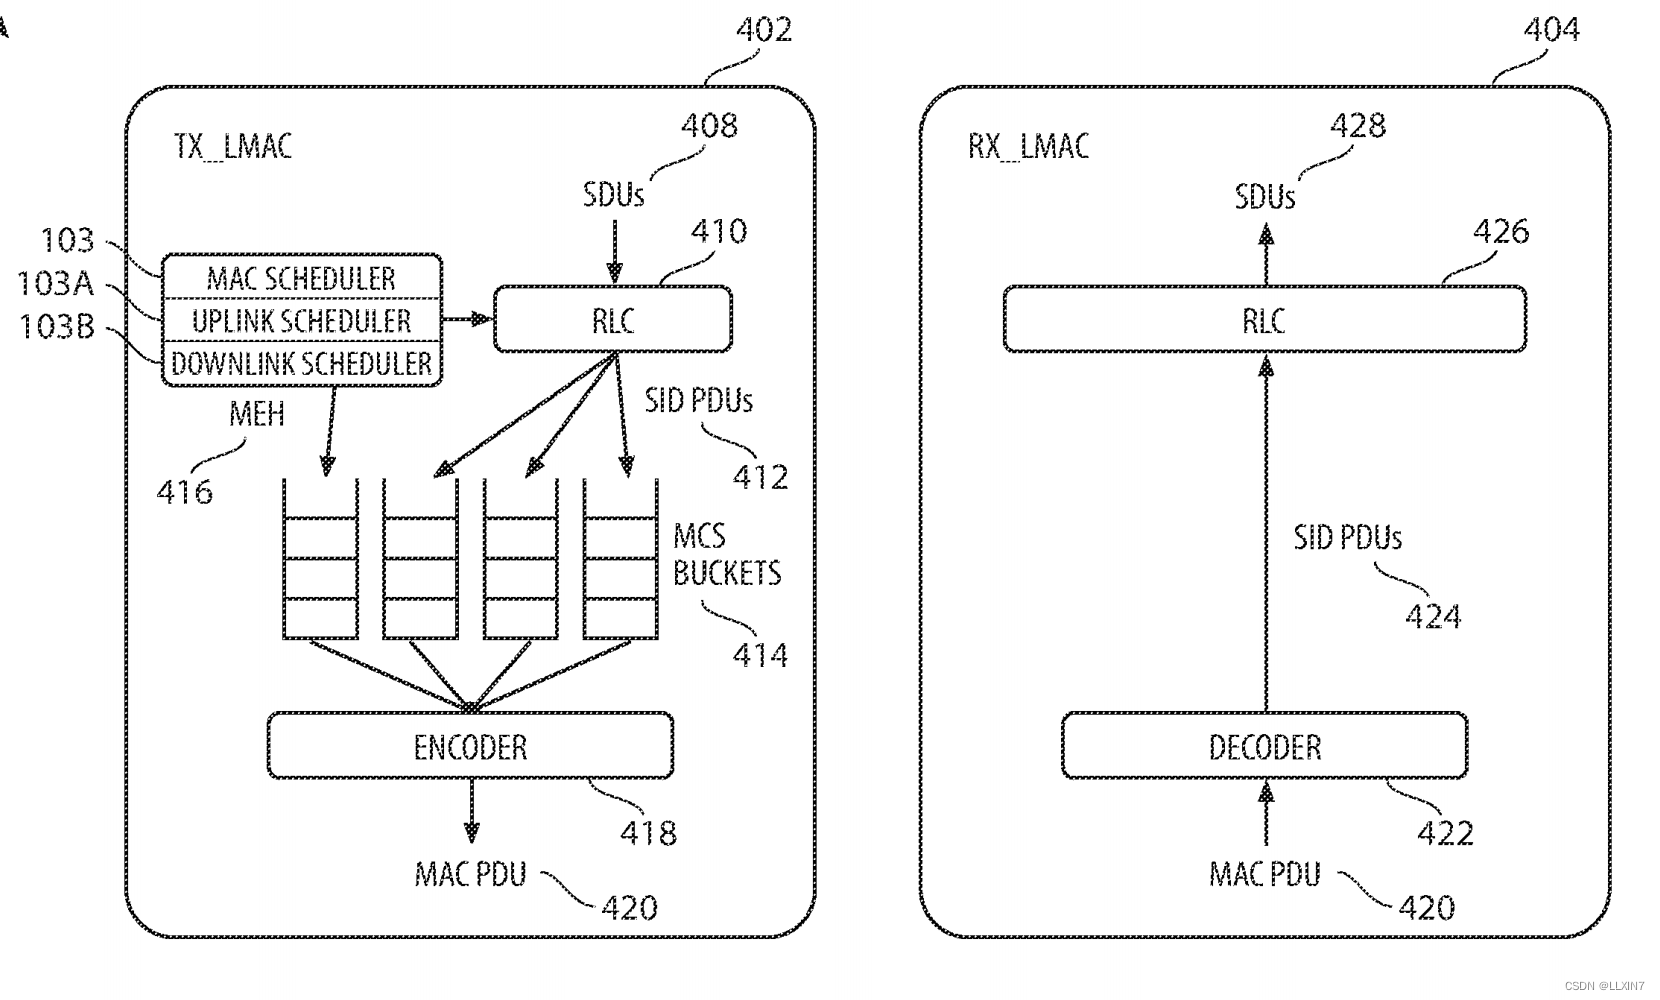 402
TX_LMAC
408
SDUs
103
103A
103B
MAC SCHEDULER
UPLINK SCHEDULER
DOWNLINK SCHEDULER
410
RLC
MEH
416
SID PDUs
412
MCS
BUCKETS
414
ENCODER
418
MAC PDU
420
404
RX_LMAC
428
SDUs
426
RLC
SID PDUs
424
DECODER
422
MAC PDU
420
CSDN @LLXIN7